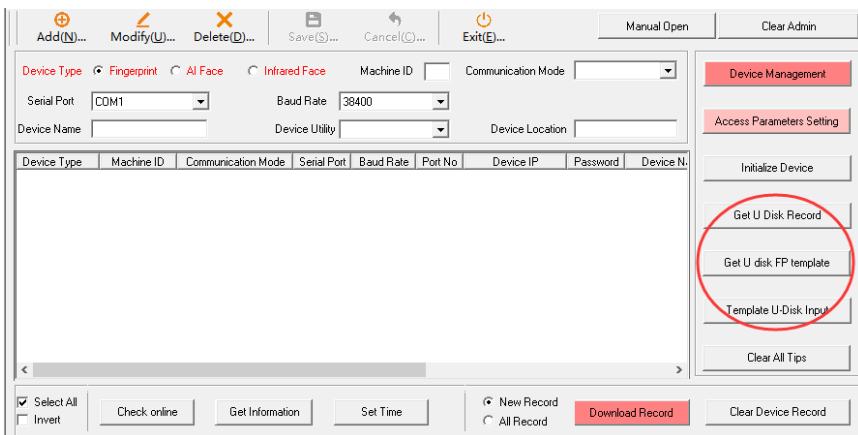 Add(N)... Modify(U)... Delete(D)... Save(S)... Cancel(C)... Exit(E)... Manual Open Clear Admin
Device Type Fingerprint AI Face Infrared Face Machine ID Communication Mode
Device Management
Serial Port COM1 Baud Rate 38400
Device Name Device Utility Device Location
Access Parameters Setting
Device Type Machine ID Communication Mode Serial Port Baud Rate Port No Device IP Password Device N
Initialize Device
Get U Disk Record
Get U disk FP template
Template U-Disk Input
Clear All Tips
Select All
Invert
Check online Get Information Set Time
New Record
All Record
Download Record Clear Device Record